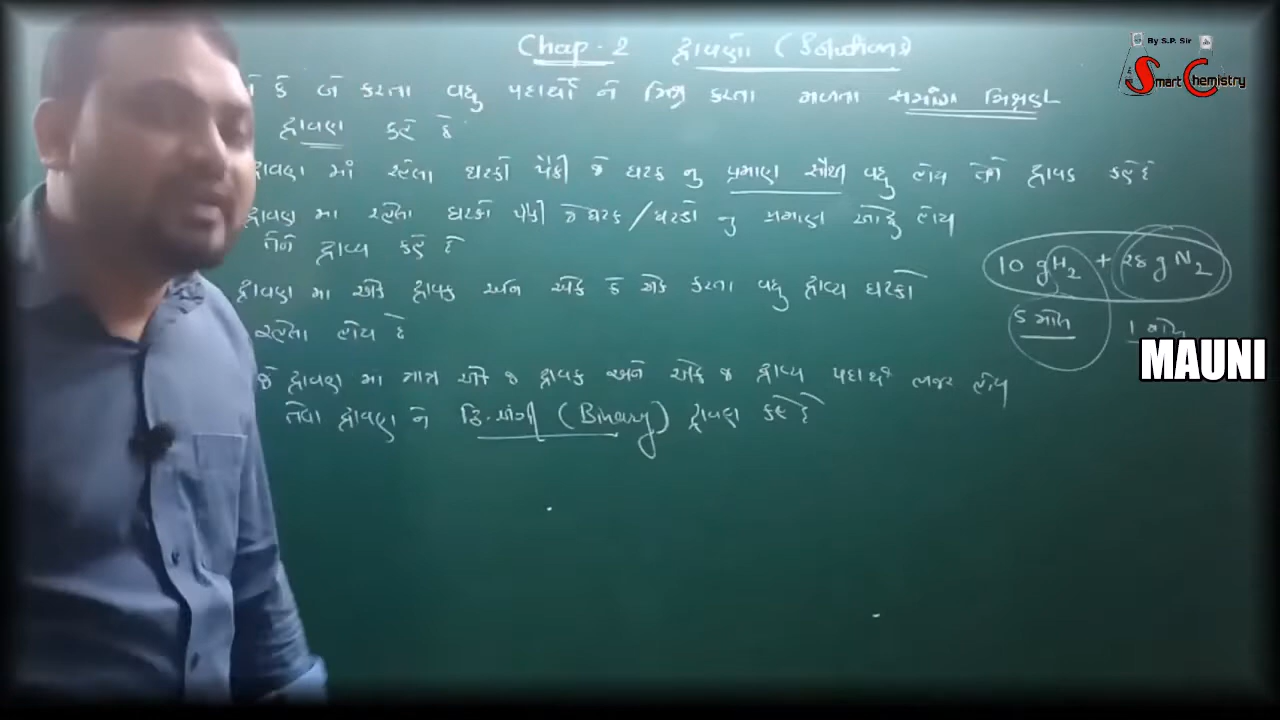 Chap-2 દ્રાવણો (Solutions)
By S.P. Sir
Smart Chemistry
કે બે કરતા વધુ પદાર્થો ને મિશ્ર કરતા મળતા સમાંગ મિશ્રણ
દ્રાવણ કહે છે
દ્રાવણ માં રહેલા ઘટકો પૈકી જે ઘટક નુ પ્રમાણ સૌથી વધુ હોય તેને દ્રાવક કહે છે
દ્રાવણ મા રહેલા ઘટકો પૈકી જે ઘટક/ઘટકો નુ પ્રમાણ ઓછુ હોય
તેને દ્રાવ્ય કહે છે
10 g H₂ + 28 g N₂
5 મોલ 1 મોલ
દ્રાવણ મા એક દ્રાવક અને એક કે એક કરતા વધુ દ્રાવ્ય ઘટકો
રહેલા હોય છે
MAUNI
જે દ્રાવણ મા માત્ર એક જ દ્રાવક અને એક જ દ્રાવ્ય પદાર્થ હાજર હોય
તેવા દ્રાવણ ને દ્વિ-અંગી (Binary) દ્રાવણ કહે છે